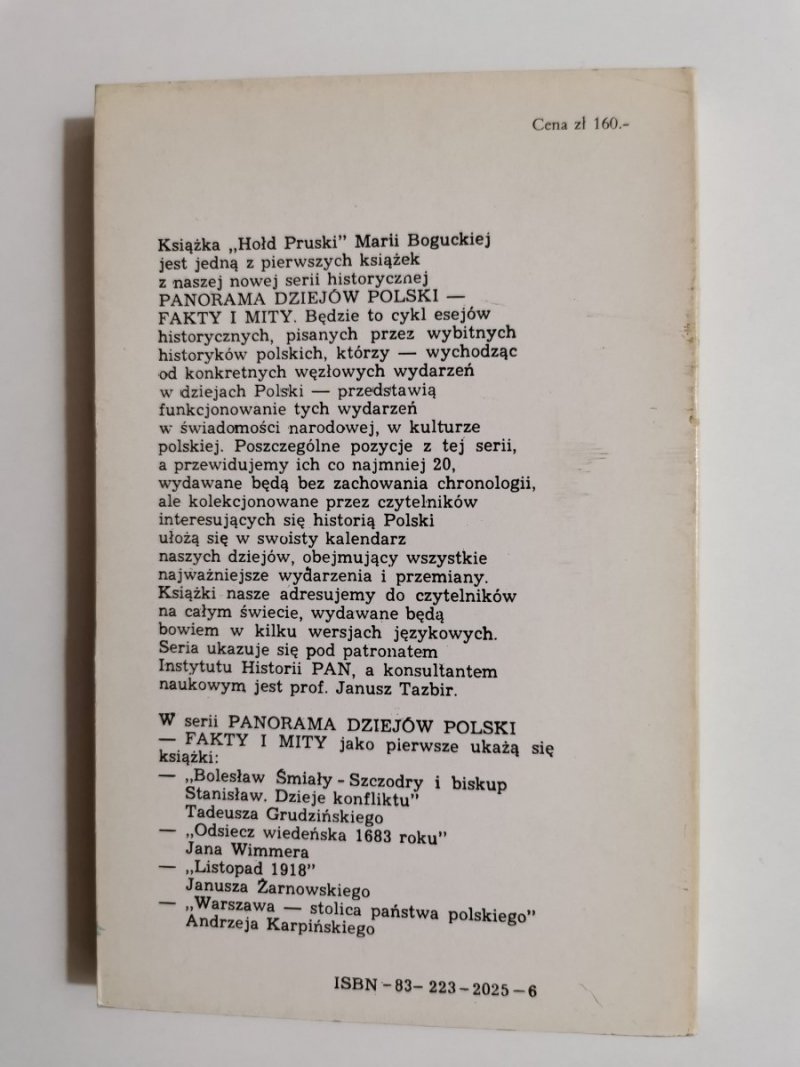 Cena zł 160.-
Książka „Hołd Pruski” Marii Boguckiej
jest jedną z pierwszych książek
z naszej nowej serii historycznej
PANORAMA DZIEJÓW POLSKI —
FAKTY I MITY. Będzie to cykl esejów
historycznych, pisanych przez wybitnych
historyków polskich, którzy — wychodząc
od konkretnych węzłowych wydarzeń
w dziejach Polski — przedstawią
funkcjonowanie tych wydarzeń
w świadomości narodowej, w kulturze
polskiej. Poszczególne pozycje z tej serii,
a przewidujemy ich co najmniej 20,
wydawane będą bez zachowania chronologii,
ale kolekcjonowane przez czytelników
interesujących się historią Polski
ułożą się w swoisty kalendarz
naszych dziejów, obejmujący wszystkie
najważniejsze wydarzenia i przemiany.
Książki nasze adresujemy do czytelników
na całym świecie, wydawane będą
bowiem w kilku wersjach językowych.
Seria ukazuje się pod patronatem
Instytutu Historii PAN, a konsultantem
naukowym jest prof. Janusz Tazbir.
W serii PANORAMA DZIEJÓW POLSKI
— FAKTY I MITY jako pierwsze ukażą się
książki:
— „Bolesław Śmiały - Szczodry i biskup
Stanisław. Dzieje konfliktu”
Tadeusza Grudzińskiego
— „Odsiecz wiedeńska 1683 roku”
Jana Wimmera
— „Listopad 1918”
Janusza Żarnowskiego
— „Warszawa — stolica państwa polskiego”
Andrzeja Karpińskiego
ISBN - 83 - 223 - 2025 - 6